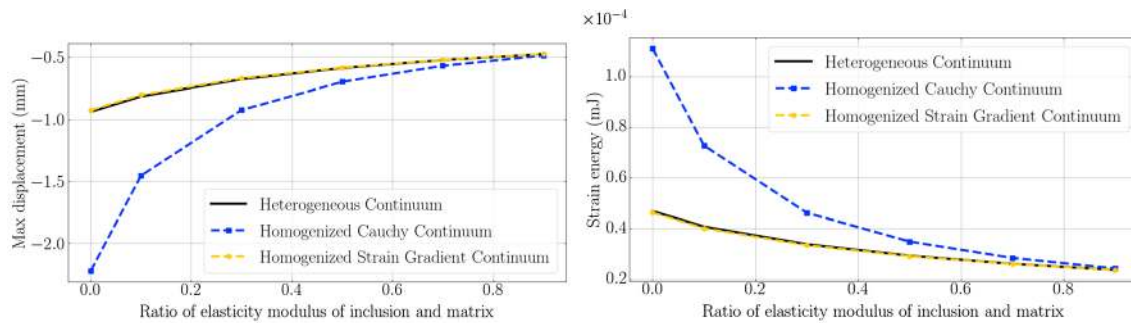 −0.5
−1.0
−1.5
−2.0
Max displacement (mm)
Heterogeneous Continuum
Homogenized Cauchy Continuum
Homogenized Strain Gradient Continuum
0.0 0.2 0.4 0.6 0.8
Ratio of elasticity modulus of inclusion and matrix
×10⁻⁴
1.0
0.8
0.6
0.4
0.2
Strain energy (mJ)
Heterogeneous Continuum
Homogenized Cauchy Continuum
Homogenized Strain Gradient Continuum
0.0 0.2 0.4 0.6 0.8
Ratio of elasticity modulus of inclusion and matrix